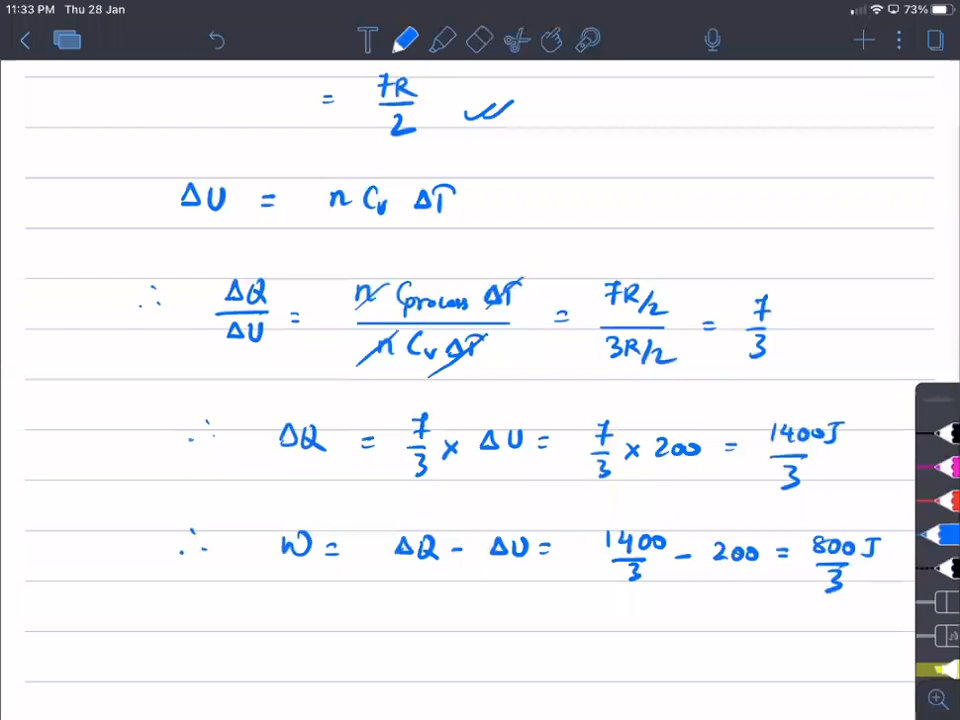 11:33 PM Thu 28 Jan 73%
= 7R/2
ΔU = n Cv ΔT
∴ ΔQ/ΔU = n Cprocess ΔT / n Cv ΔT = (7R/2)/(3R/2) = 7/3
∴ ΔQ = 7/3 × ΔU = 7/3 × 200 = 1400J/3
∴ W = ΔQ - ΔU = 1400/3 - 200 = 800J/3